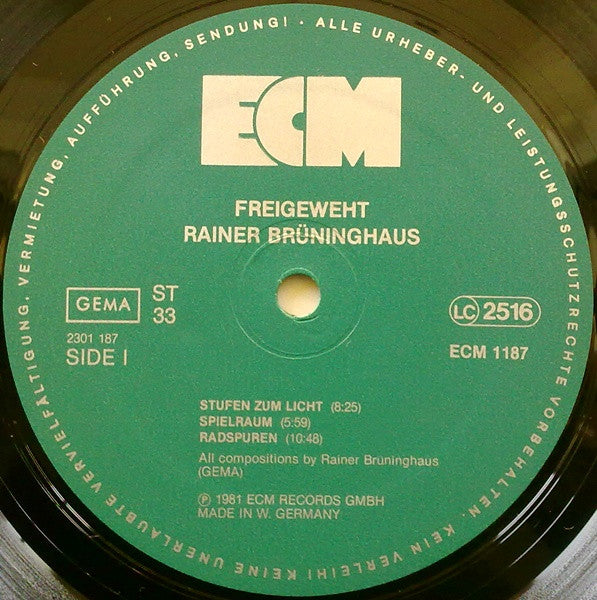 ALLE URHEBER- UND LEISTUNGSSCHUTZRECHTE VORBEHALTEN. KEIN VERLEIH! KEINE UNERLAUBTE VERVIELFÄLTIGUNG, VERMIETUNG, AUFFÜHRUNG, SENDUNG! ·
ECM
FREIGEWEHT
RAINER BRÜNINGHAUS
GEMA
ST
33
2301 187
SIDE I
LC 2516
ECM 1187
STUFEN ZUM LICHT (8:25)
SPIELRAUM (5:59)
RADSPUREN (10:48)
All compositions by Rainer Brüninghaus
(GEMA)
Ⓟ 1981 ECM RECORDS GMBH
MADE IN W. GERMANY